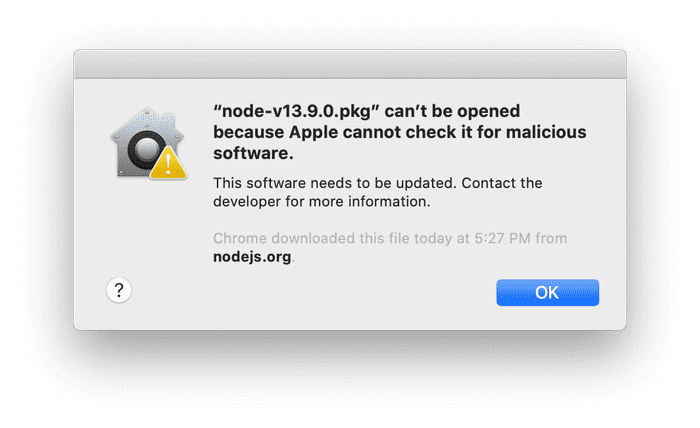 “node-v13.9.0.pkg” can’t be opened
because Apple cannot check it for malicious
software.
This software needs to be updated. Contact the
developer for more information.
Chrome downloaded this file today at 5:27 PM from
nodejs.org.
?
OK